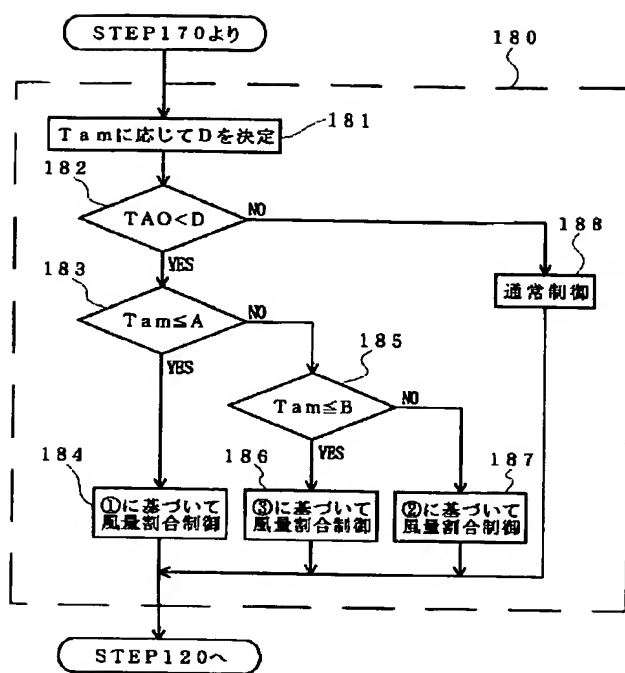 STEP170より
180
Tamに応じてDを決定
181
182
TAO<D
NO
YES
188
通常制御
183
Tam≦A
NO
YES
185
Tam≦B
NO
YES
184
①に基づいて
風量割合制御
186
③に基づいて
風量割合制御
187
②に基づいて
風量割合制御
STEP120へ